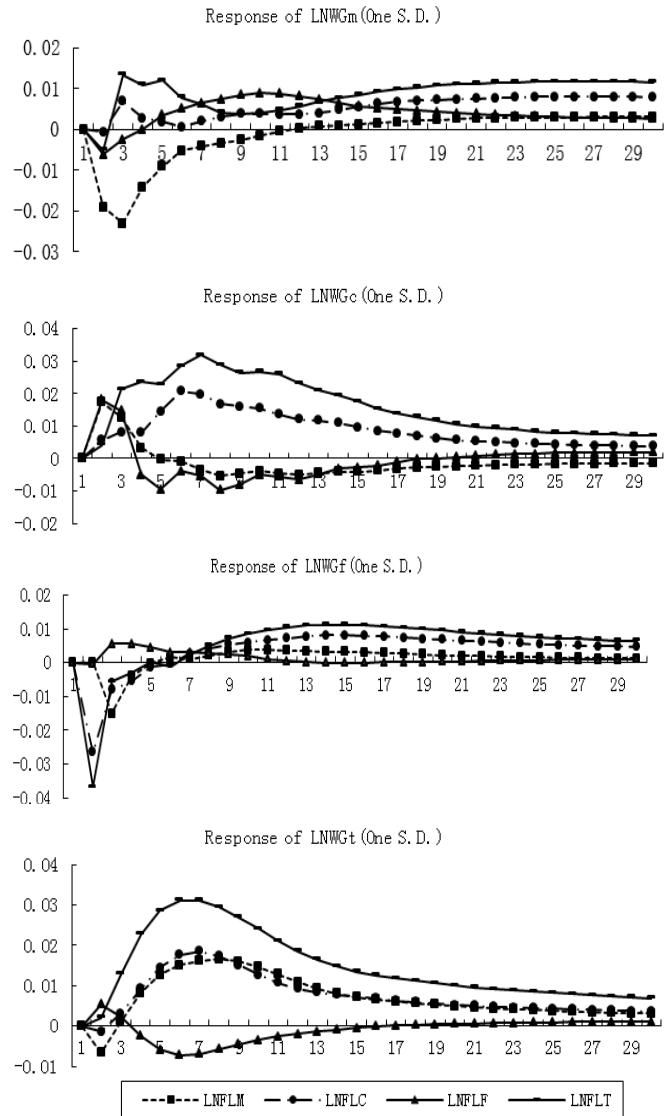 Response of LNWGm(One S.D.)
0.02
0.01
0
-0.01
-0.02
-0.03
1 3 5 7 9 11 13 15 17 19 21 23 25 27 29
Response of LNWGc(One S.D.)
0.04
0.03
0.02
0.01
0
-0.01
-0.02
1 3 5 7 9 11 13 15 17 19 21 23 25 27 29
Response of LNWGf(One S.D.)
0.02
0.01
0
-0.01
-0.02
-0.03
-0.04
1 3 5 7 9 11 13 15 17 19 21 23 25 27 29
Response of LNWGt(One S.D.)
0.04
0.03
0.02
0.01
0
-0.01
1 3 5 7 9 11 13 15 17 19 21 23 25 27 29
LNFLM LNFLC LNFLF LNFLT